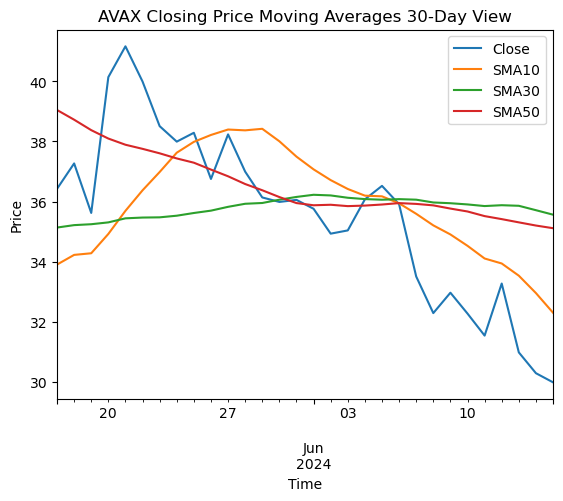 AVAX Closing Price Moving Averages 30-Day View
Close
SMA10
SMA30
SMA50
Price
40
38
36
34
32
30
20
27
03
10
Jun
2024
Time